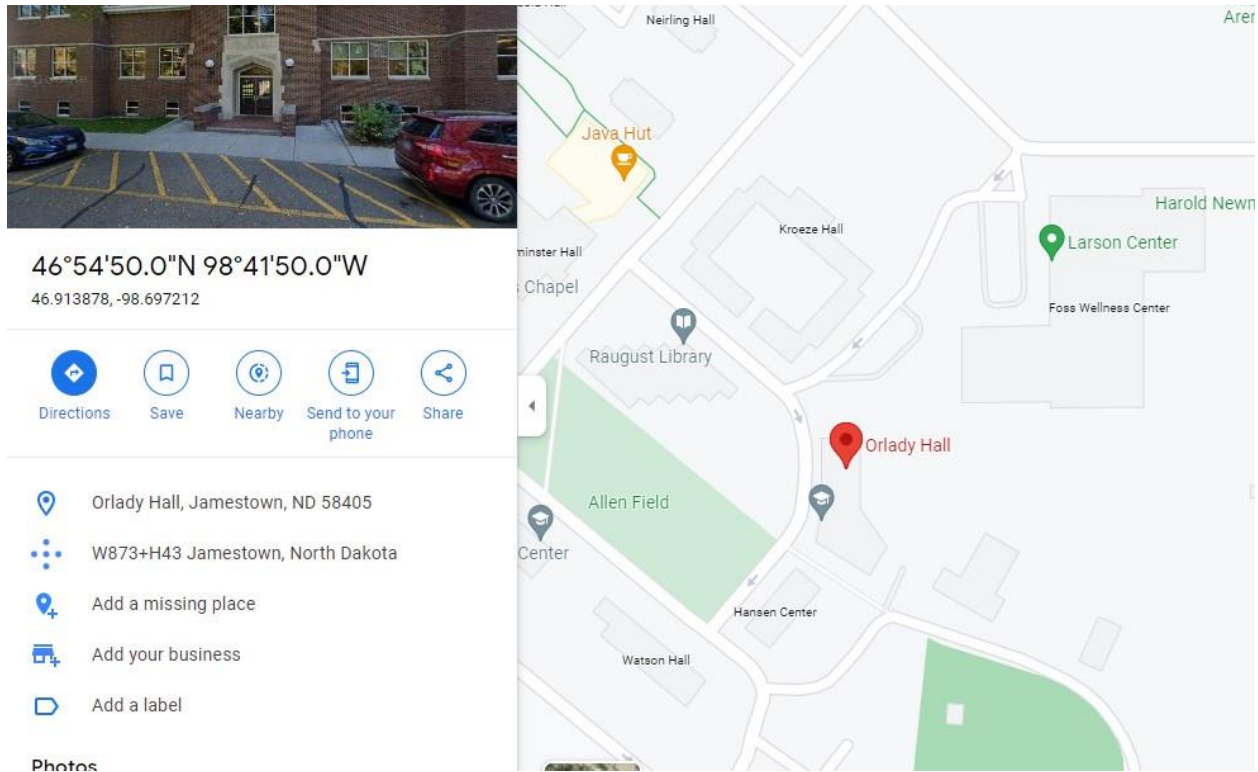 46°54'50.0"N 98°41'50.0"W
46.913878, -98.697212
Directions
Save
Nearby
Send to your
phone
Share
Orlady Hall, Jamestown, ND 58405
W873+H43 Jamestown, North Dakota
Add a missing place
Add your business
Add a label
Photos
Neirling Hall
Java Hut
Kroeze Hall
Harold Newm
Larson Center
Foss Wellness Center
Chapel
Raugust Library
Orlady Hall
Allen Field
Center
Hansen Center
Watson Hall